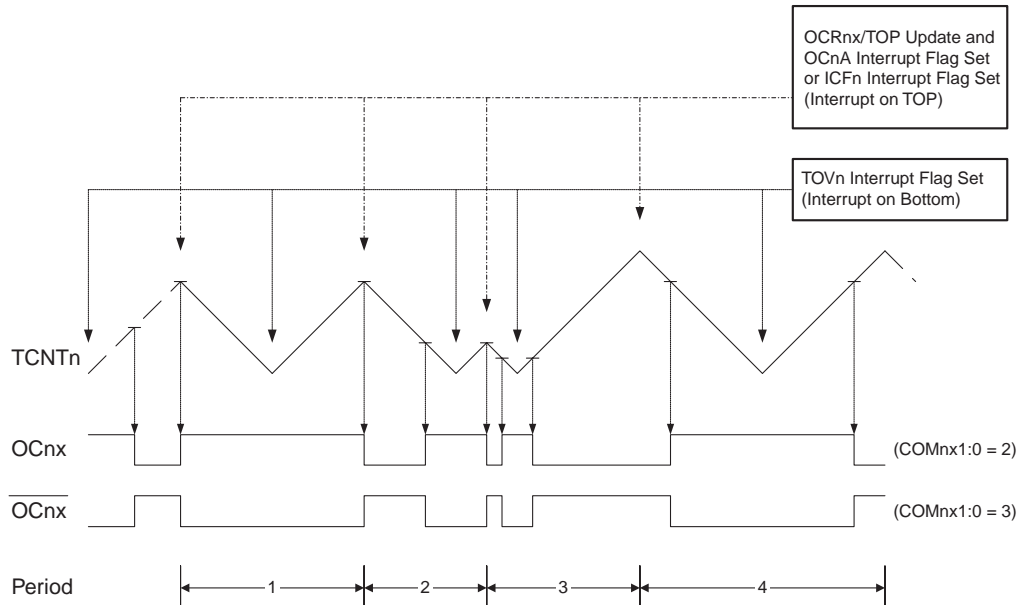 OCRnx/TOP Update and
OCnA Interrupt Flag Set
or ICFn Interrupt Flag Set
(Interrupt on TOP)
TOVn Interrupt Flag Set
(Interrupt on Bottom)
TCNTn
OCnx
(COMnx1:0 = 2)
OCnx
(COMnx1:0 = 3)
Period
1
2
3
4